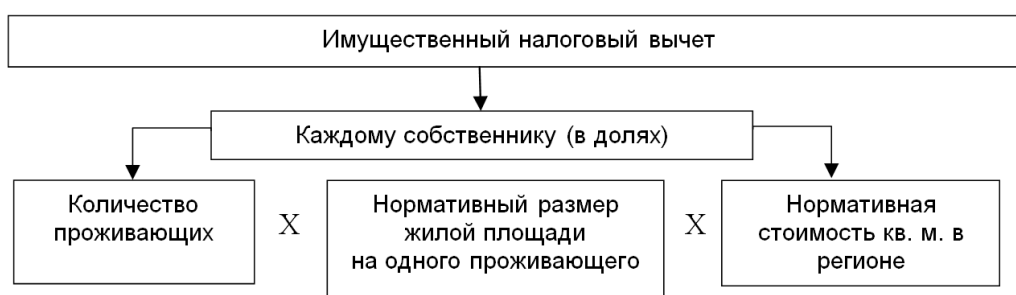 Имущественный налоговый вычет
Каждому собственнику (в долях)
Количество
проживающих
X
Нормативный размер
жилой площади
на одного проживающего
X
Нормативная
стоимость кв. м. в
регионе